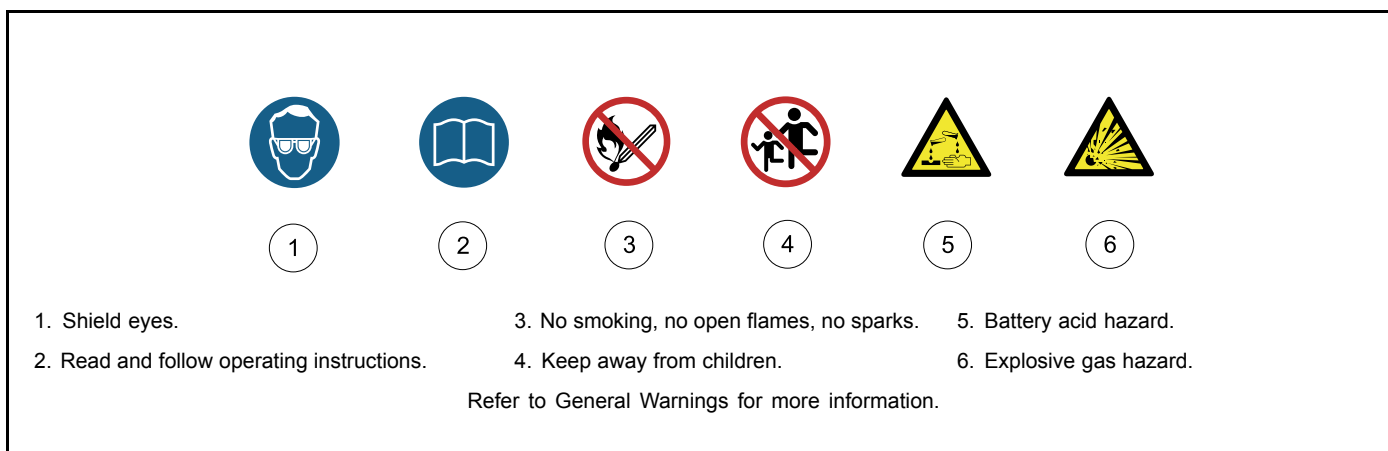 1 2 3 4 5 6
1. Shield eyes.
2. Read and follow operating instructions.
3. No smoking, no open flames, no sparks.
4. Keep away from children.
5. Battery acid hazard.
6. Explosive gas hazard.
Refer to General Warnings for more information.